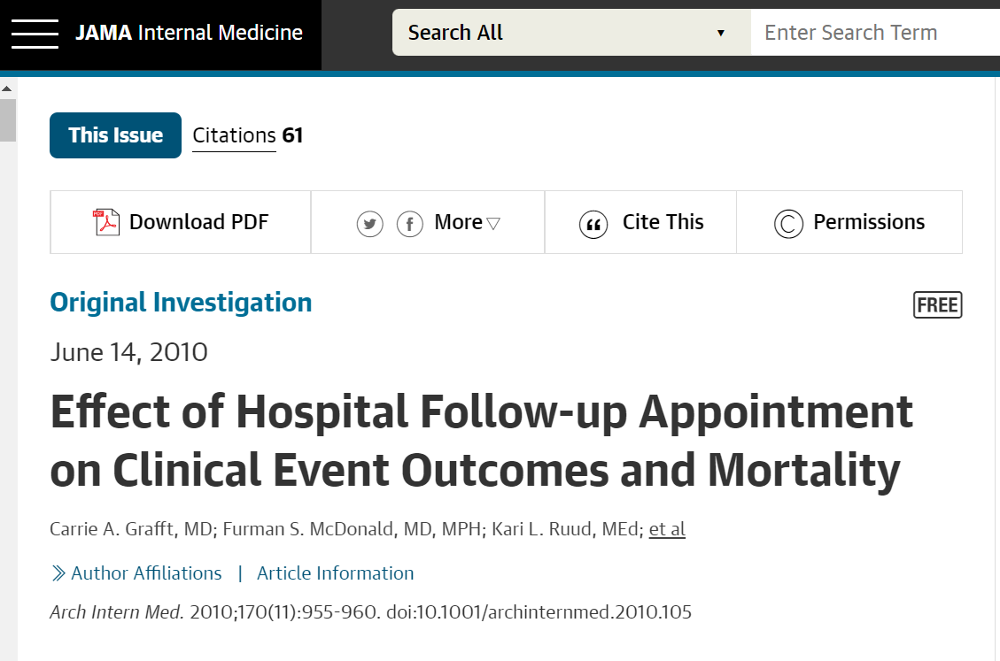 JAMA Internal Medicine
Search All
Enter Search Term
This Issue
Citations 61
Download PDF
More
Cite This
Permissions
Original Investigation
FREE
June 14, 2010
Effect of Hospital Follow-up Appointment
on Clinical Event Outcomes and Mortality
Carrie A. Grafft, MD; Furman S. McDonald, MD, MPH; Kari L. Ruud, MEd; et al
Author Affiliations | Article Information
Arch Intern Med. 2010;170(11):955-960. doi:10.1001/archinternmed.2010.105